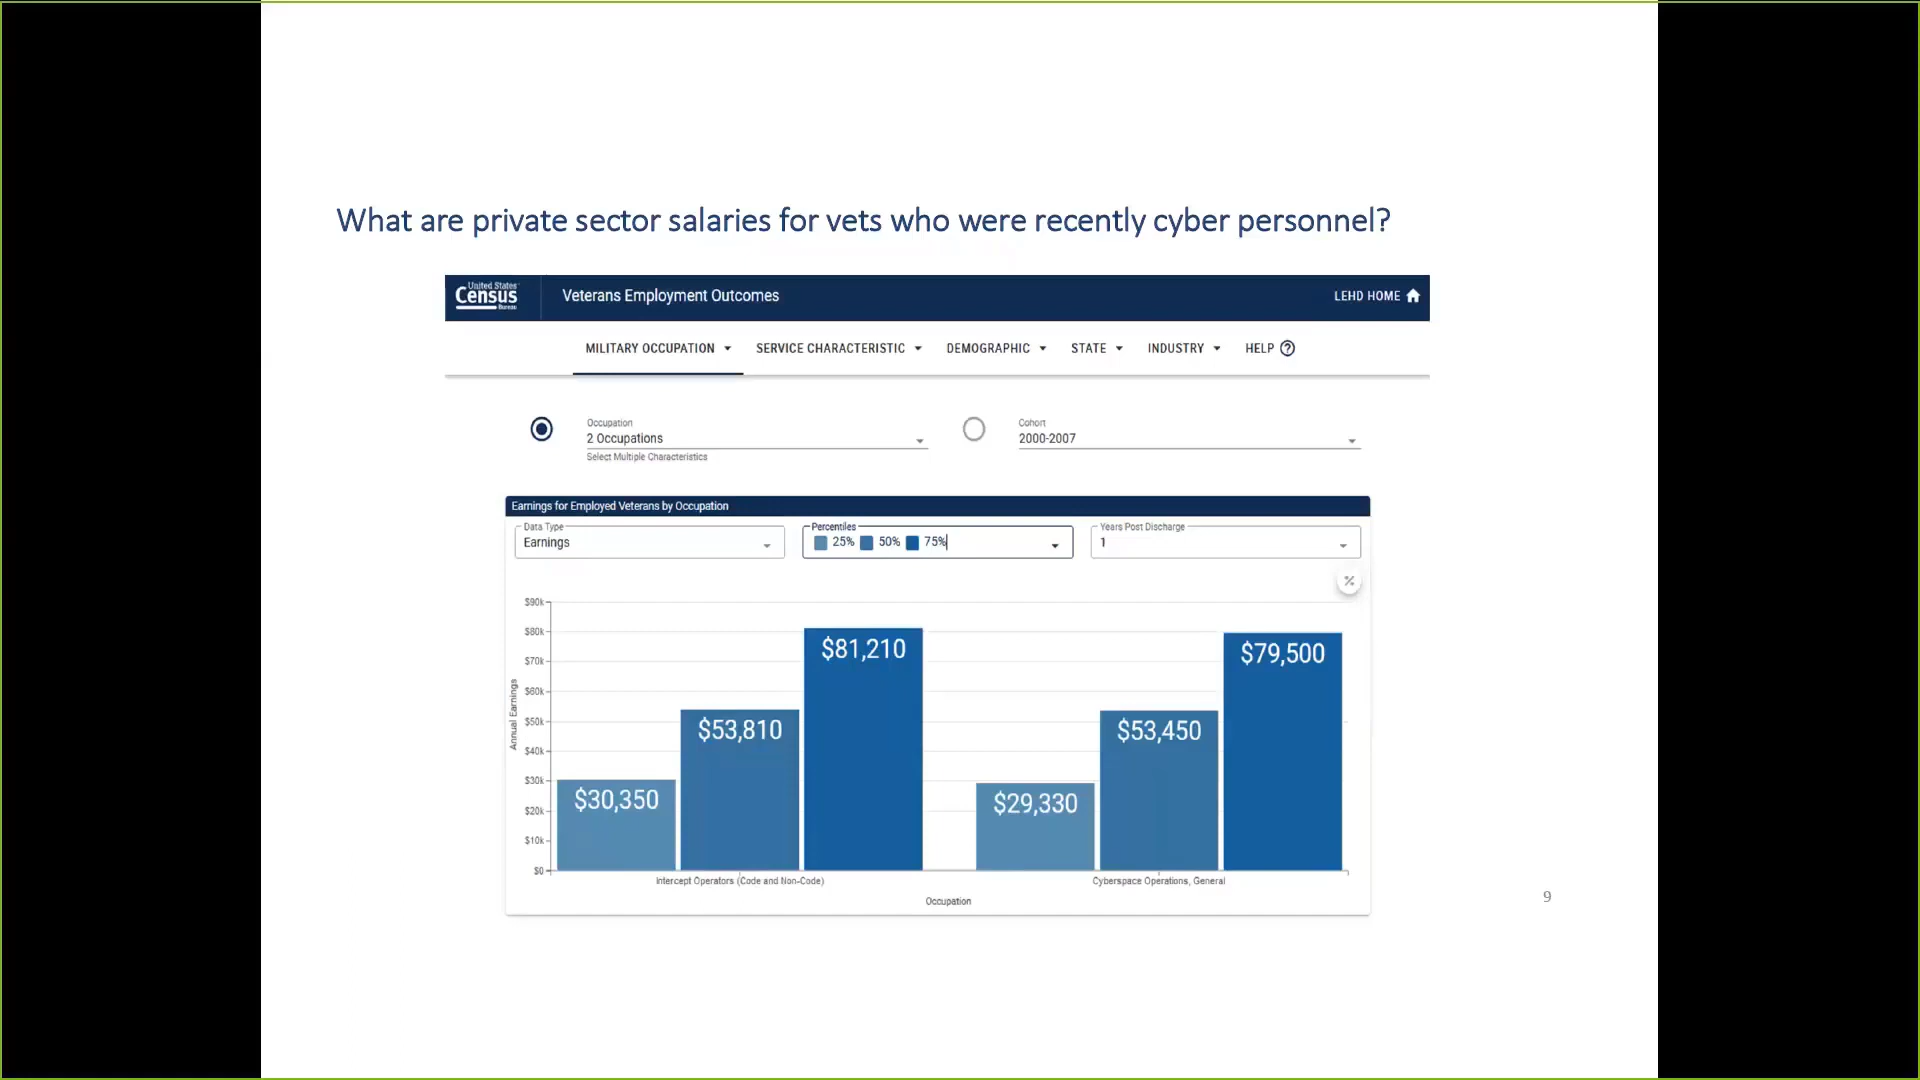 What are private sector salaries for vets who were recently cyber personnel?
United States
Census
Bureau
Veterans Employment Outcomes
LEHD HOME
MILITARY OCCUPATION
SERVICE CHARACTERISTIC
DEMOGRAPHIC
STATE
INDUSTRY
HELP
Occupation
2 Occupations
Select Multiple Characteristics
Cohort
2000-2007
Earnings for Employed Veterans by Occupation
Data Type
Earnings
Percentiles
25% 50% 75%
Years Post Discharge
1
$90k
$80k
$70k
$60k
$50k
$40k
$30k
$20k
$10k
$0
Annual Earnings
$30,350
$53,810
$81,210
$29,330
$53,450
$79,500
Intercept Operators (Code and Non-Code)
Cyberspace Operations, General
Occupation
9